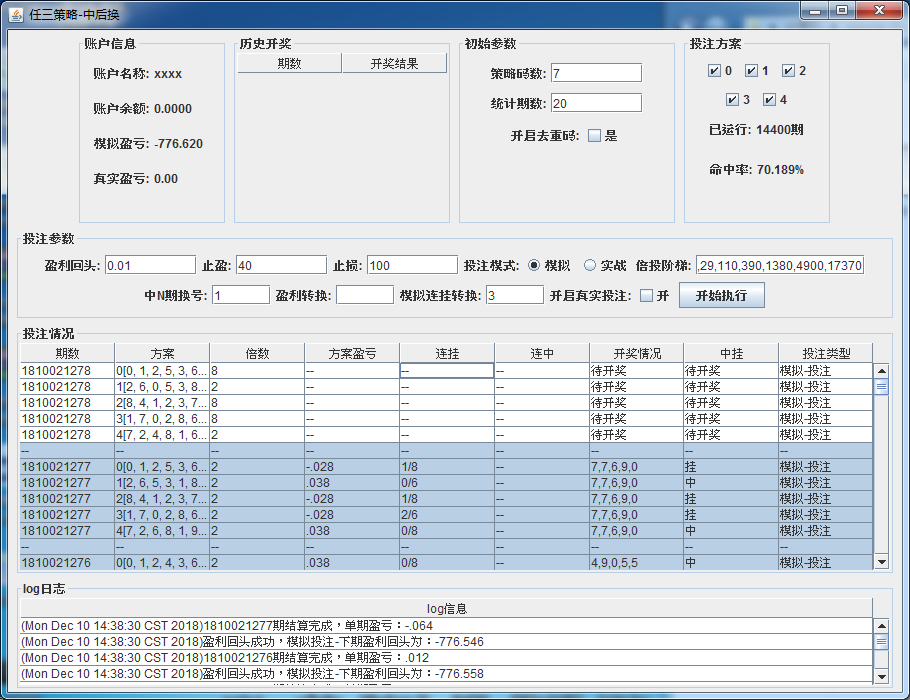 任三策略-中后换
账户信息
账户名称: xxxx
账户余额: 0.0000
模拟盈亏: -776.620
真实盈亏: 0.00
历史开奖
期数 开奖结果
初始参数
策略码数: 7
统计期数: 20
开启去重码: 是
投注方案
0 1 2
3 4
已运行: 14400期
命中率: 70.189%
投注参数
盈利回头: 0.01 止盈: 40 止损: 100 投注模式: 模拟 实战 倍投阶梯: ,29,110,390,1380,4900,17370
中N期换号: 1 盈利转换: 模拟连挂转换: 3 开启真实投注: 开 开始执行
投注情况
期数 方案 倍数 方案盈亏 连挂 连中 开奖情况 中挂 投注类型
1810021278 0[0, 1, 2, 5, 3, 6... 8 -- -- -- 待开奖 待开奖 模拟-投注
1810021278 1[2, 6, 0, 5, 3, 8... 2 -- -- -- 待开奖 待开奖 模拟-投注
1810021278 2[8, 4, 1, 2, 3, 7... 8 -- -- -- 待开奖 待开奖 模拟-投注
1810021278 3[1, 7, 0, 2, 8, 6... 8 -- -- -- 待开奖 待开奖 模拟-投注
1810021278 4[7, 2, 4, 8, 1, 6... 2 -- -- -- 待开奖 待开奖 模拟-投注
-- -- -- -- -- -- -- -- --
1810021277 0[0, 1, 2, 5, 3, 6... 2 -.028 1/8 -- 7,7,6,9,0 挂 模拟-投注
1810021277 1[2, 6, 5, 3, 1, 8... 2 .038 0/6 -- 7,7,6,9,0 中 模拟-投注
1810021277 2[8, 4, 1, 2, 3, 7... 2 -.028 1/8 -- 7,7,6,9,0 挂 模拟-投注
1810021277 3[1, 7, 0, 2, 8, 6... 2 -.028 2/6 -- 7,7,6,9,0 挂 模拟-投注
1810021277 4[7, 2, 6, 8, 1, 9... 2 .038 0/8 -- 7,7,6,9,0 中 模拟-投注
-- -- -- -- -- -- -- -- --
1810021276 0[0, 1, 2, 4, 3, 6... 2 .038 0/8 -- 4,9,0,5,5 中 模拟-投注
log日志
log信息
(Mon Dec 10 14:38:30 CST 2018)1810021277期结算完成，单期盈亏：-.064
(Mon Dec 10 14:38:30 CST 2018)盈利回头成功，模拟投注-下期盈利回头为：-776.546
(Mon Dec 10 14:38:30 CST 2018)1810021276期结算完成，单期盈亏：.012
(Mon Dec 10 14:38:30 CST 2018)盈利回头成功，模拟投注-下期盈利回头为：-776.558